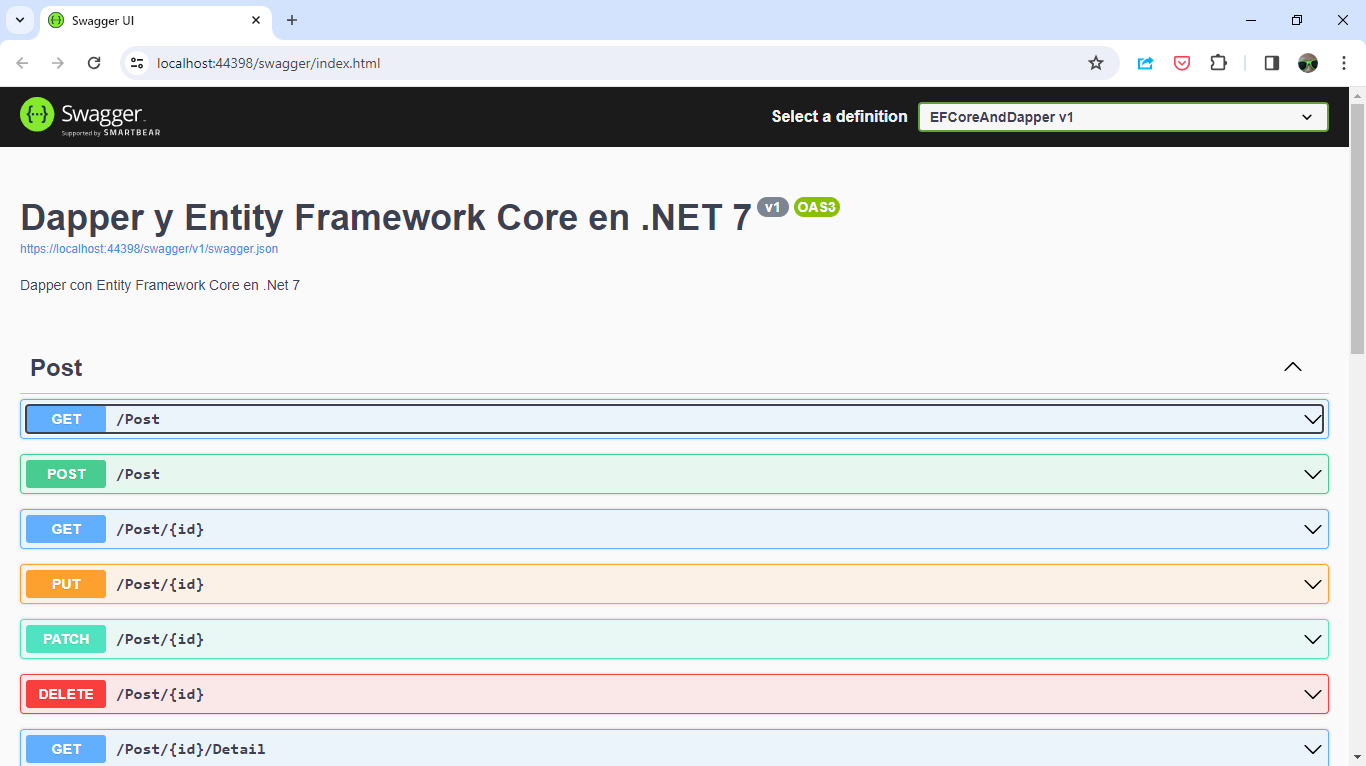 Swagger UI
localhost:44398/swagger/index.html
Swagger.
Supported by SMARTBEAR
Select a definition
EFCoreAndDapper v1
Dapper y Entity Framework Core en .NET 7 v1 OAS3
https://localhost:44398/swagger/v1/swagger.json
Dapper con Entity Framework Core en .Net 7
Post
GET /Post
POST /Post
GET /Post/{id}
PUT /Post/{id}
PATCH /Post/{id}
DELETE /Post/{id}
GET /Post/{id}/Detail